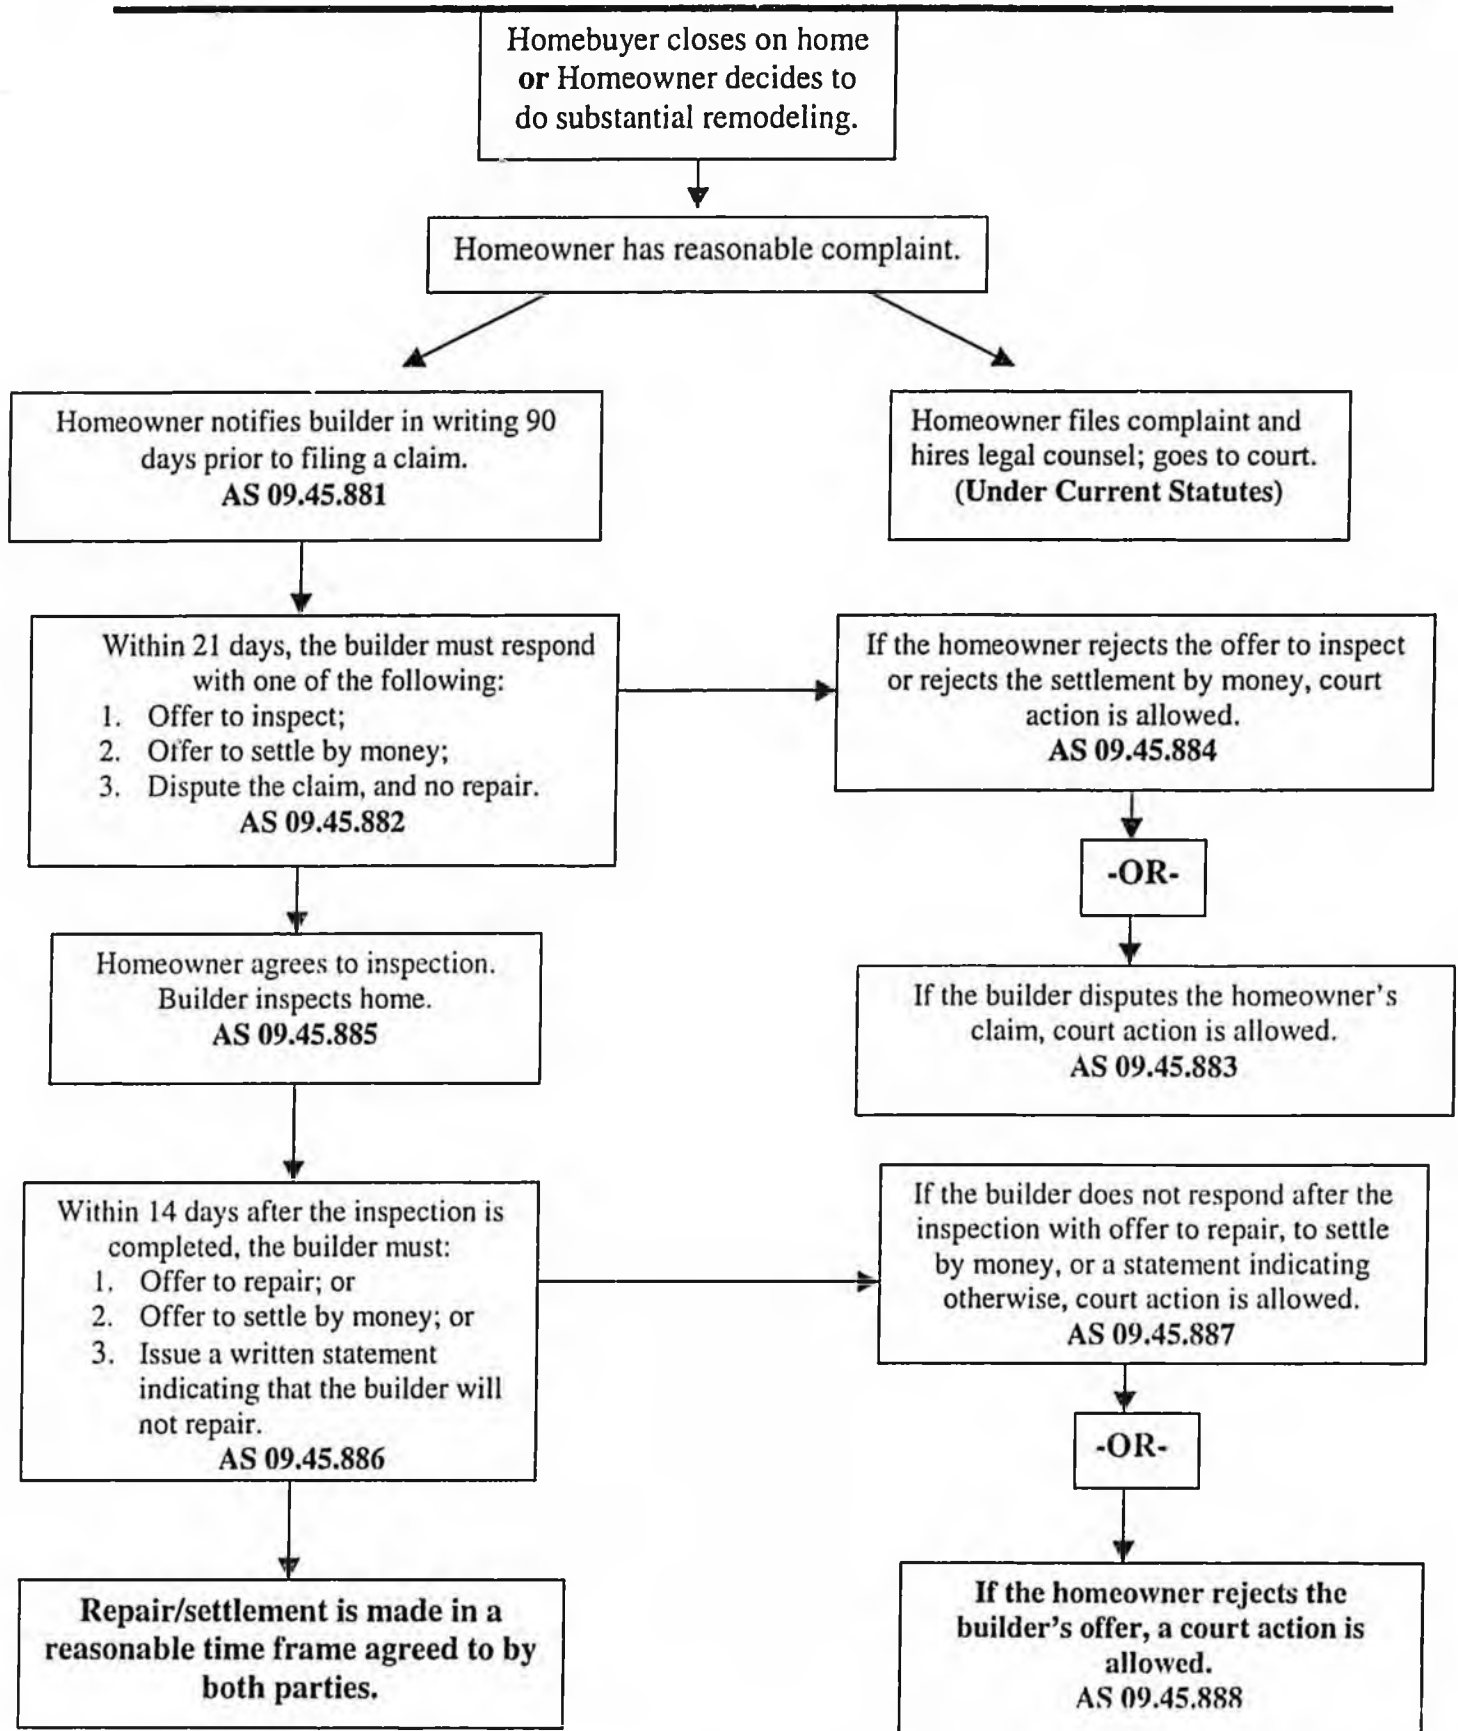 Homebuyer closes on home
or Homeowner decides to
do substantial remodeling.
Homeowner has reasonable complaint.
Homeowner notifies builder in writing 90
days prior to filing a claim.
AS 09.45.881
Homeowner files complaint and
hires legal counsel; goes to court.
(Under Current Statutes)
Within 21 days, the builder must respond
with one of the following:
1. Offer to inspect;
2. Offer to settle by money;
3. Dispute the claim, and no repair.
AS 09.45.882
If the homeowner rejects the offer to inspect
or rejects the settlement by money, court
action is allowed.
AS 09.45.884
-OR-
Homeowner agrees to inspection.
Builder inspects home.
AS 09.45.885
If the builder disputes the homeowner's
claim, court action is allowed.
AS 09.45.883
Within 14 days after the inspection is
completed, the builder must:
1. Offer to repair; or
2. Offer to settle by money; or
3. Issue a written statement
indicating that the builder will
not repair.
AS 09.45.886
If the builder does not respond after the
inspection with offer to repair, to settle
by money, or a statement indicating
otherwise, court action is allowed.
AS 09.45.887
-OR-
Repair/settlement is made in a
reasonable time frame agreed to by
both parties.
If the homeowner rejects the
builder's offer, a court action is
allowed.
AS 09.45.888